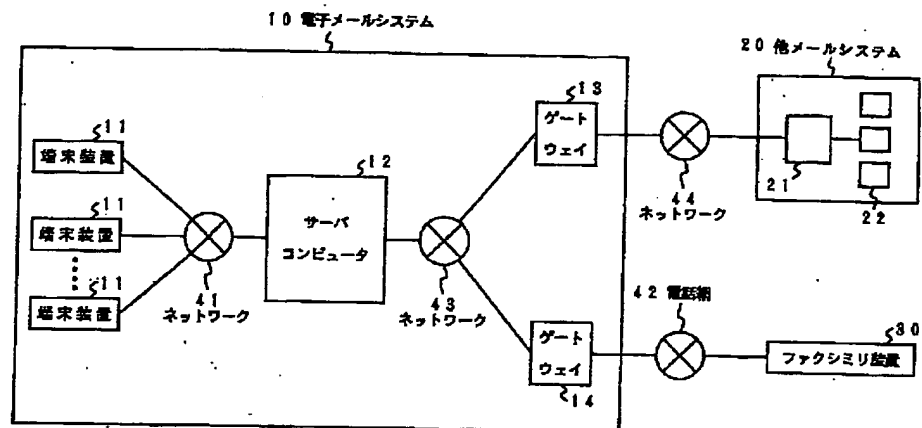 10 電子メールシステム
20 他メールシステム
13
ゲート
ウェイ
11
端末装置
12
サーバ
コンピュータ
11
端末装置
11
端末装置
41
ネットワーク
43
ネットワーク
44
ネットワーク
21
22
42 電話網
ゲート
ウェイ
14
30
ファクシミリ装置